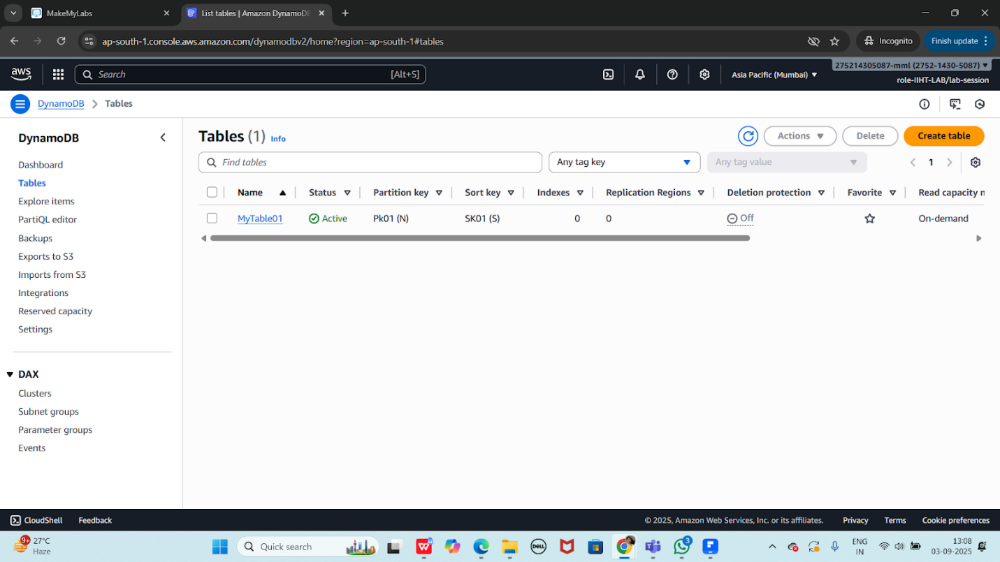 MakeMyLabs
List tables | Amazon DynamoDB
ap-south-1.console.aws.amazon.com/dynamodbv2/home?region=ap-south-1#tables
Incognito
Finish update
aws
Search [Alt+S]
Asia Pacific (Mumbai)
275214305087-mml (2752-1430-5087)
role-IIHT-LAB/lab-session
DynamoDB > Tables
DynamoDB
Dashboard
Tables
Explore items
PartiQL editor
Backups
Exports to S3
Imports from S3
Integrations
Reserved capacity
Settings
DAX
Clusters
Subnet groups
Parameter groups
Events
Tables (1) Info
Actions
Delete
Create table
Find tables
Any tag key
Any tag value
1
Name Status Partition key Sort key Indexes Replication Regions Deletion protection Favorite Read capacity m
MyTable01 Active Pk01 (N) SK01 (S) 0 0 Off On-demand
CloudShell Feedback
© 2025, Amazon Web Services, Inc. or its affiliates. Privacy Terms Cookie preferences
9+
27°C
Haze
Quick search
W
DELL
3
ENG
IN
13:08
03-09-2025